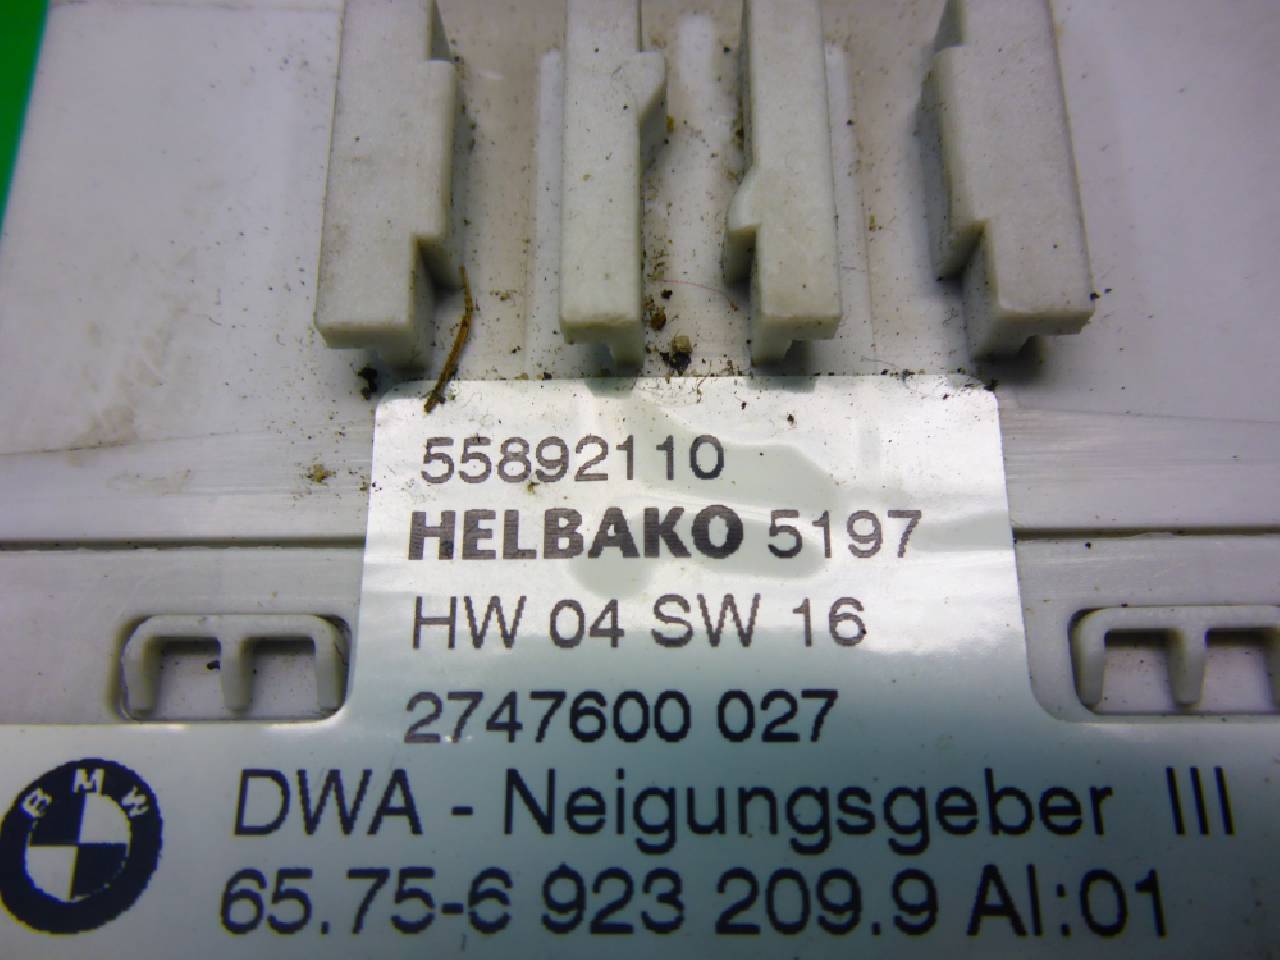 55892110
HELBAKO 5197
HW 04 SW 16
2747600 027
BMW
DWA - Neigungsgeber III
65.75-6 923 209.9 AI:01